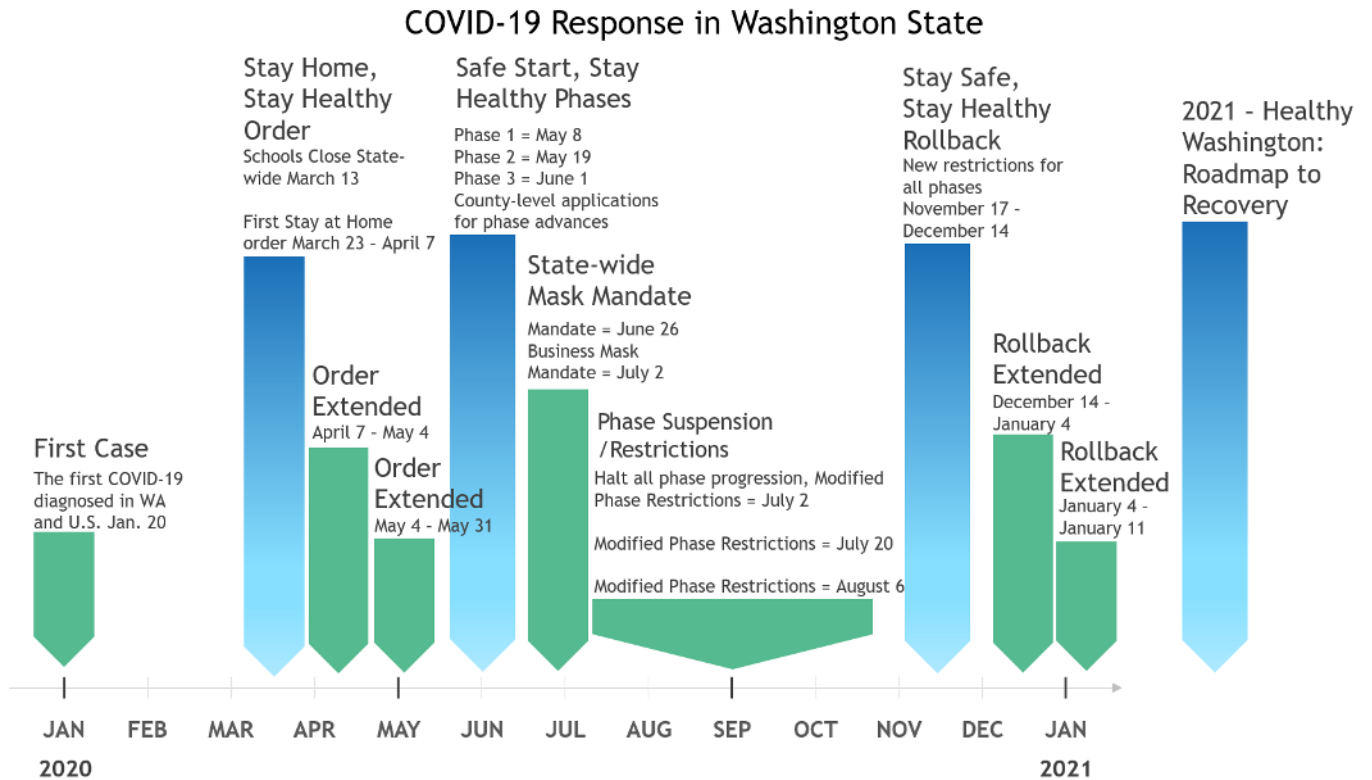 COVID-19 Response in Washington State
First Case
The first COVID-19
diagnosed in WA
and U.S. Jan. 20
Stay Home,
Stay Healthy
Order
Schools Close State-
wide March 13
First Stay at Home
order March 23 - April 7
Order
Extended
April 7 - May 4
Order
Extended
May 4 - May 31
Safe Start, Stay
Healthy Phases
Phase 1 = May 8
Phase 2 = May 19
Phase 3 = June 1
County-level applications
for phase advances
State-wide
Mask Mandate
Mandate = June 26
Business Mask
Mandate = July 2
Phase Suspension
/Restrictions
Halt all phase progression, Modified
Phase Restrictions = July 2
Modified Phase Restrictions = July 20
Modified Phase Restrictions = August 6
Stay Safe,
Stay Healthy
Rollback
New restrictions for
all phases
November 17 -
December 14
Rollback
Extended
December 14 -
January 4
Rollback
Extended
January 4 -
January 11
2021 - Healthy
Washington:
Roadmap to
Recovery
JAN FEB MAR APR MAY JUN JUL AUG SEP OCT NOV DEC JAN
2020 2021